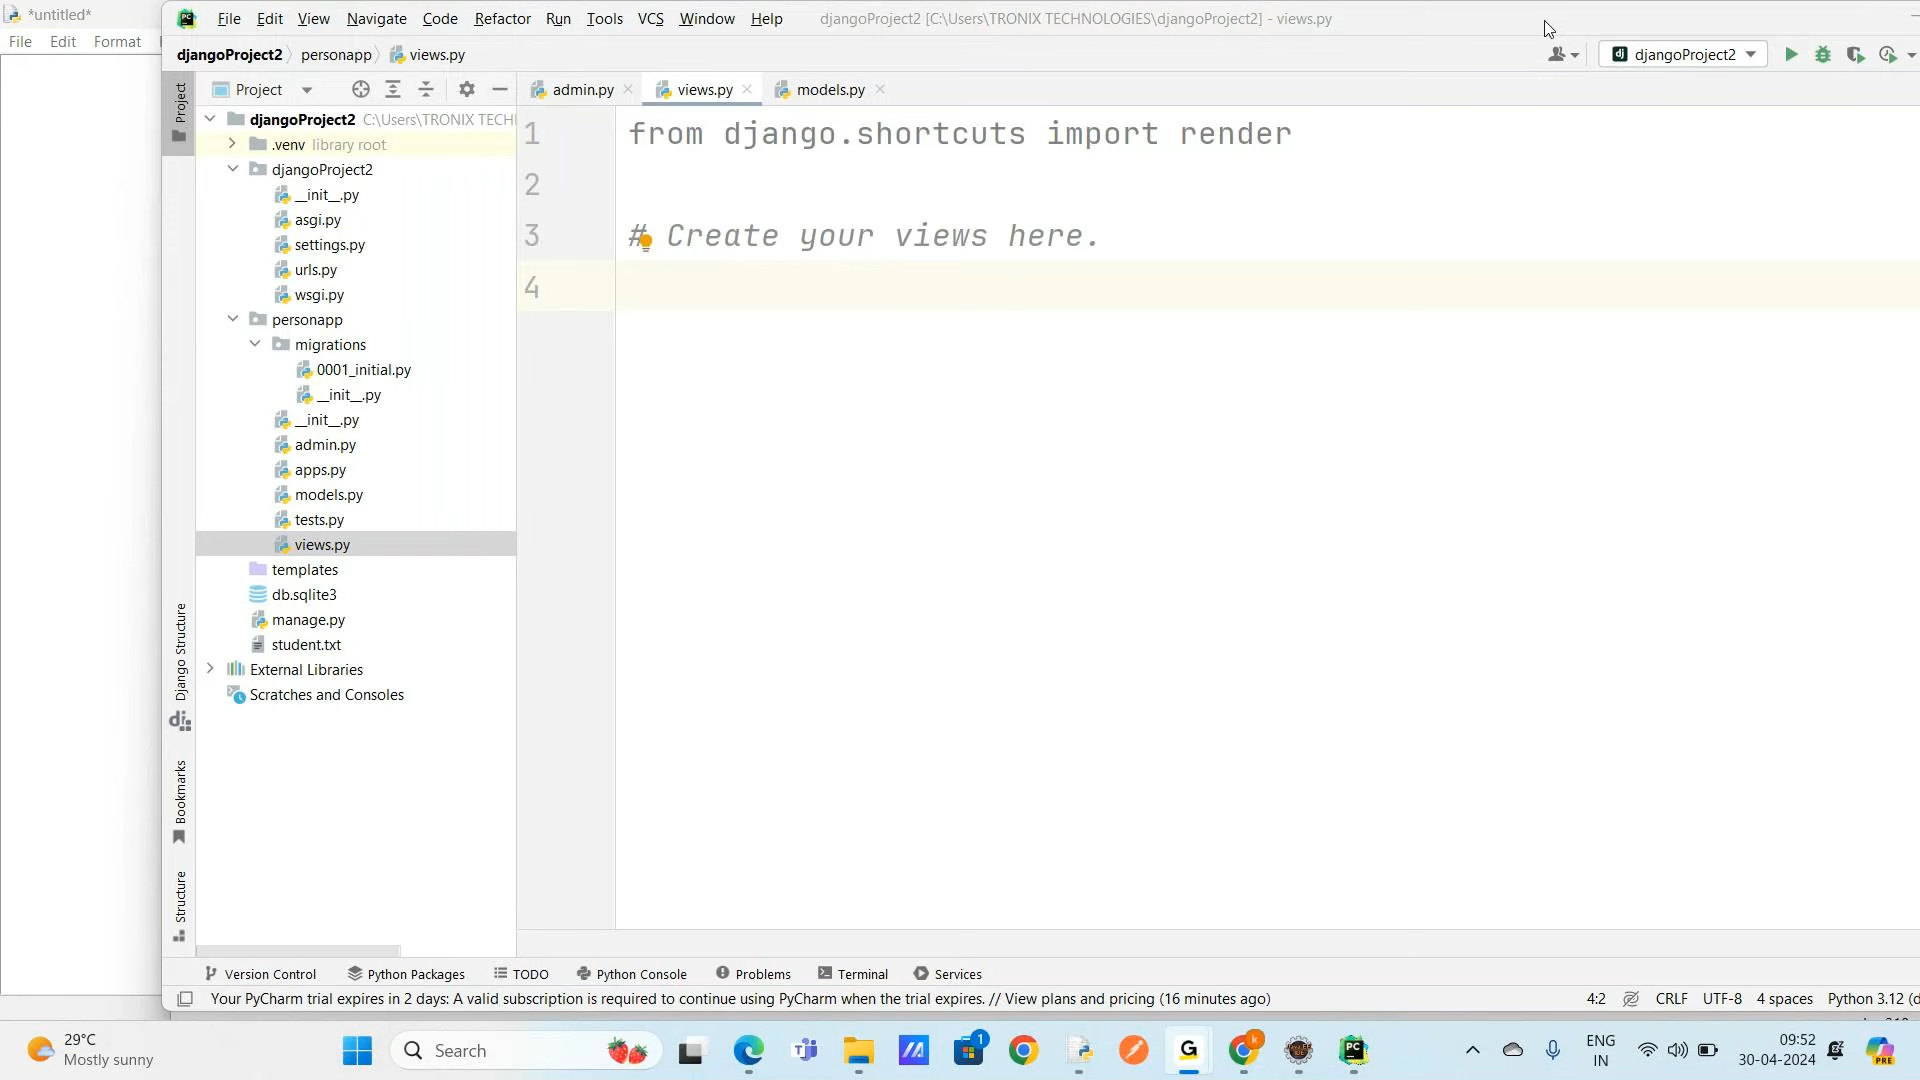 *untitled*
File Edit Format
File Edit View Navigate Code Refactor Run Tools VCS Window Help djangoProject2 [C:\Users\TRONIX TECHNOLOGIES\djangoProject2] - views.py
djangoProject2 personapp views.py
dj djangoProject2
Project
Project
admin.py views.py models.py
djangoProject2 C:\Users\TRONIX TECH
.venv library root
djangoProject2
__init__.py
asgi.py
settings.py
urls.py
wsgi.py
personapp
migrations
0001_initial.py
__init__.py
__init__.py
admin.py
apps.py
models.py
tests.py
views.py
templates
db.sqlite3
manage.py
student.txt
External Libraries
Scratches and Consoles
1 from django.shortcuts import render
2
3 # Create your views here.
4
Django Structure
Bookmarks
Structure
Version Control Python Packages TODO Python Console Problems Terminal Services
Your PyCharm trial expires in 2 days: A valid subscription is required to continue using PyCharm when the trial expires. // View plans and pricing (16 minutes ago)
4:2 CRLF UTF-8 4 spaces Python 3.12 (d
29°C
Mostly sunny
Search
1
ENG
IN
09:52
30-04-2024
PRE